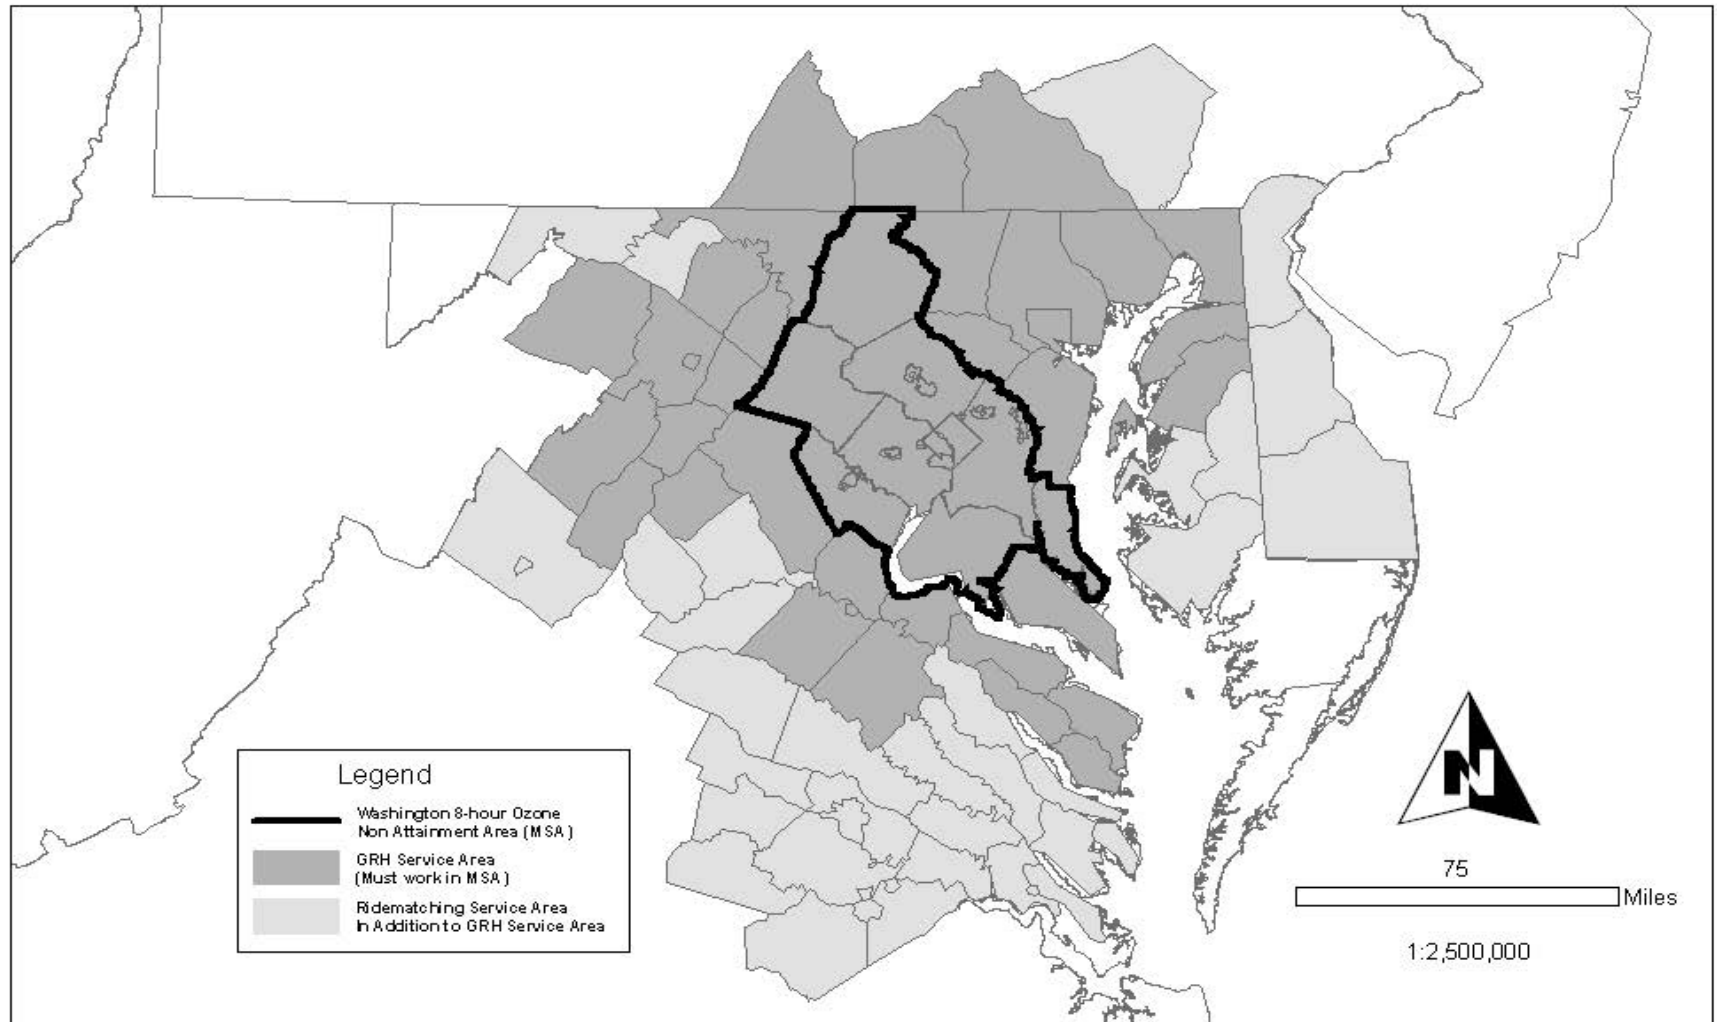 Legend
Washington 8-hour Ozone
Non Attainment Area (MSA)
GRH Service Area
(Must work in MSA)
Ridematching Service Area
In Addition to GRH Service Area
N
75
Miles
1:2,500,000